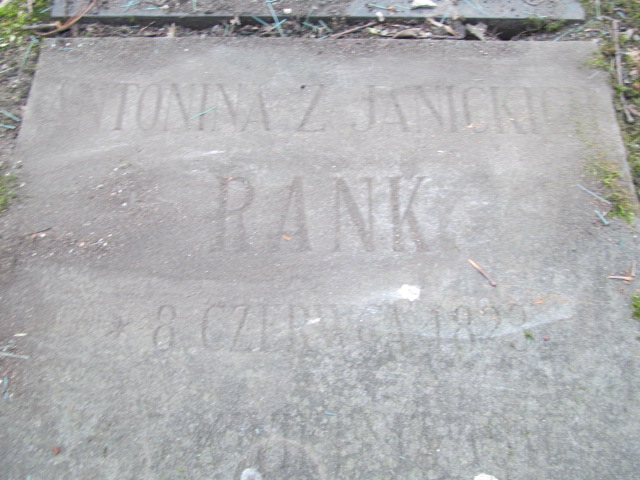 ANTONINA Z JANICKICH
RANK
* 8 CZERWCA 1823